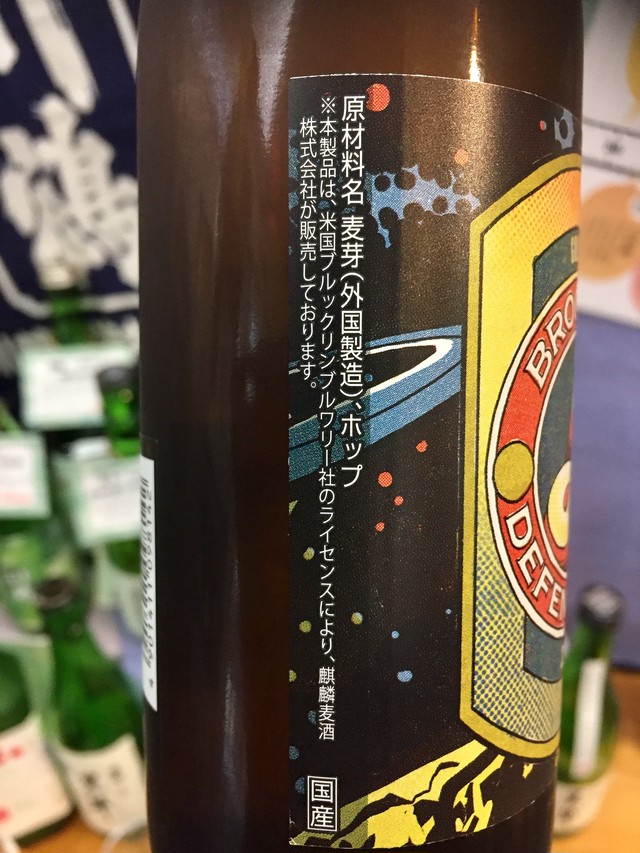 原材料名 麦芽(外国製造)、ホップ
※本製品は、米国ブルックリンブルワリー社のライセンスにより、麒麟麦酒
株式会社が販売しております。
国産
BRO
DEFEN